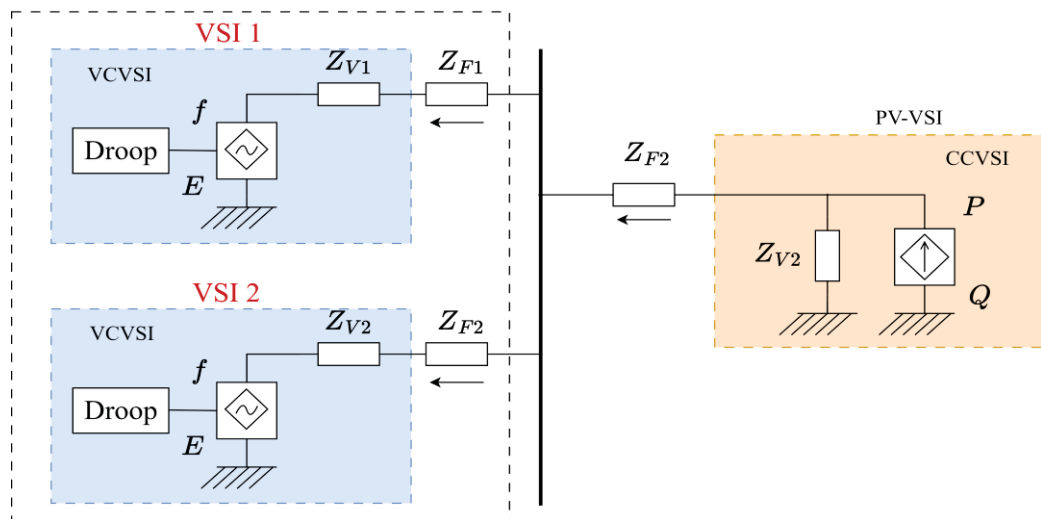 VSI 1
VCVSI
Z_{V1}
Z_{F1}
f
Droop
E
PV-VSI
CCVSI
Z_{F2}
P
Z_{V2}
Q
VSI 2
VCVSI
Z_{V2}
Z_{F2}
f
Droop
E